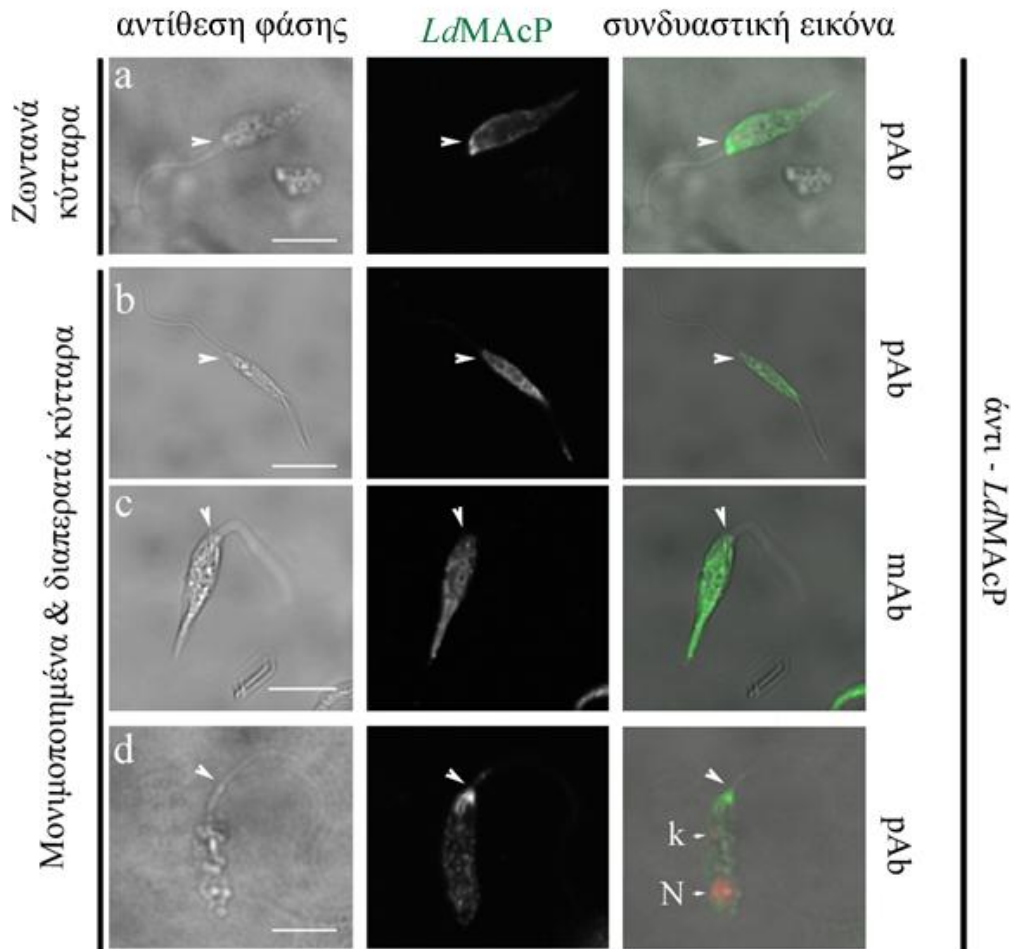 αντίθεση φάσης LdMAcP συνδυαστική εικόνα
Ζωντανά
κύτταρα
a
pAb
Μονιμοποιημένα & διαπερατά κύτταρα
b
pAb
c
mAb
d
k
N
pAb
άντι - LdMAcP